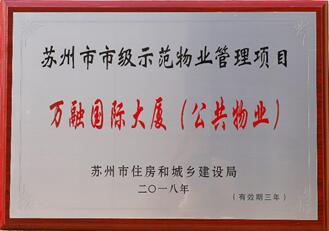 苏州市市级示范物业管理项目
万融国际大厦（公共物业）
苏州市住房和城乡建设局
二〇一八年
（有效期三年）